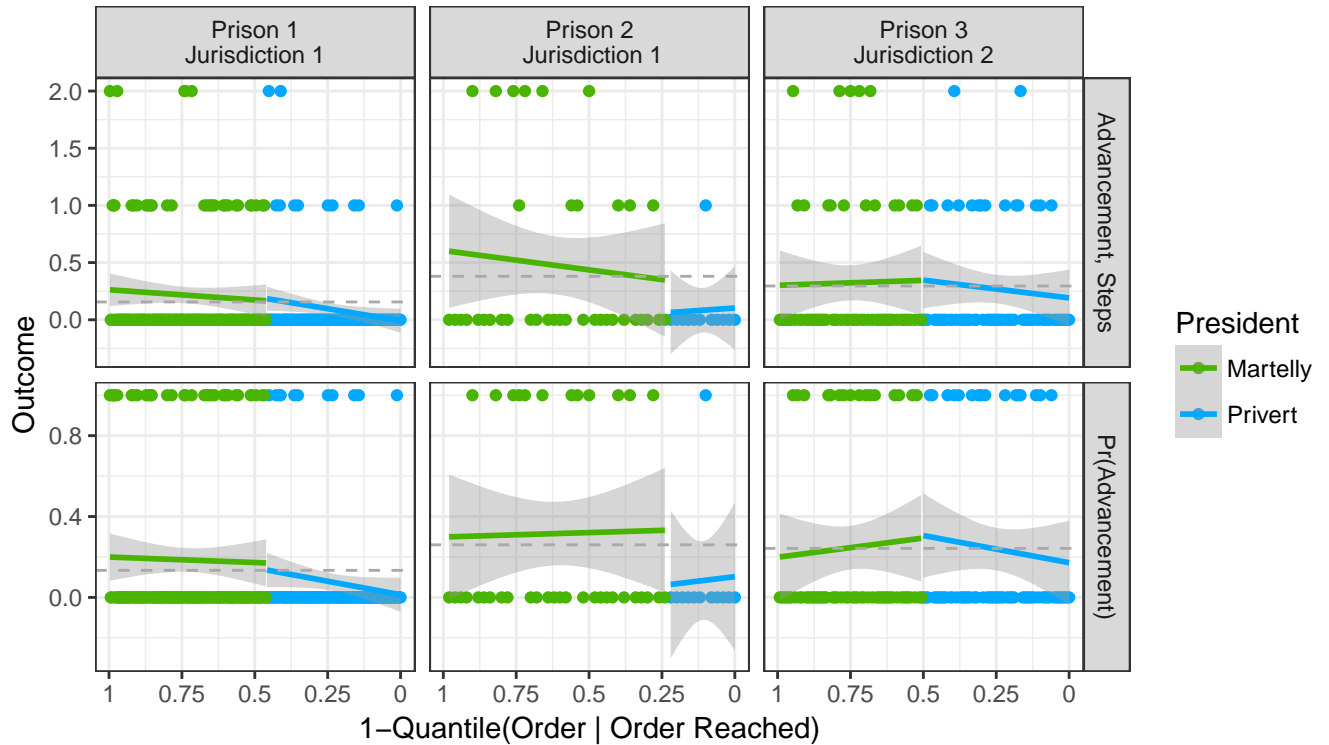 Prison 1
Jurisdiction 1
Prison 2
Jurisdiction 1
Prison 3
Jurisdiction 2
2.0
1.5
1.0
0.5
0.0
Advancement, Steps
0.8
0.4
0.0
Pr(Advancement)
Outcome
1 0.75 0.5 0.25 0
1 0.75 0.5 0.25 0
1 0.75 0.5 0.25 0
1−Quantile(Order | Order Reached)
President
Martelly
Privert